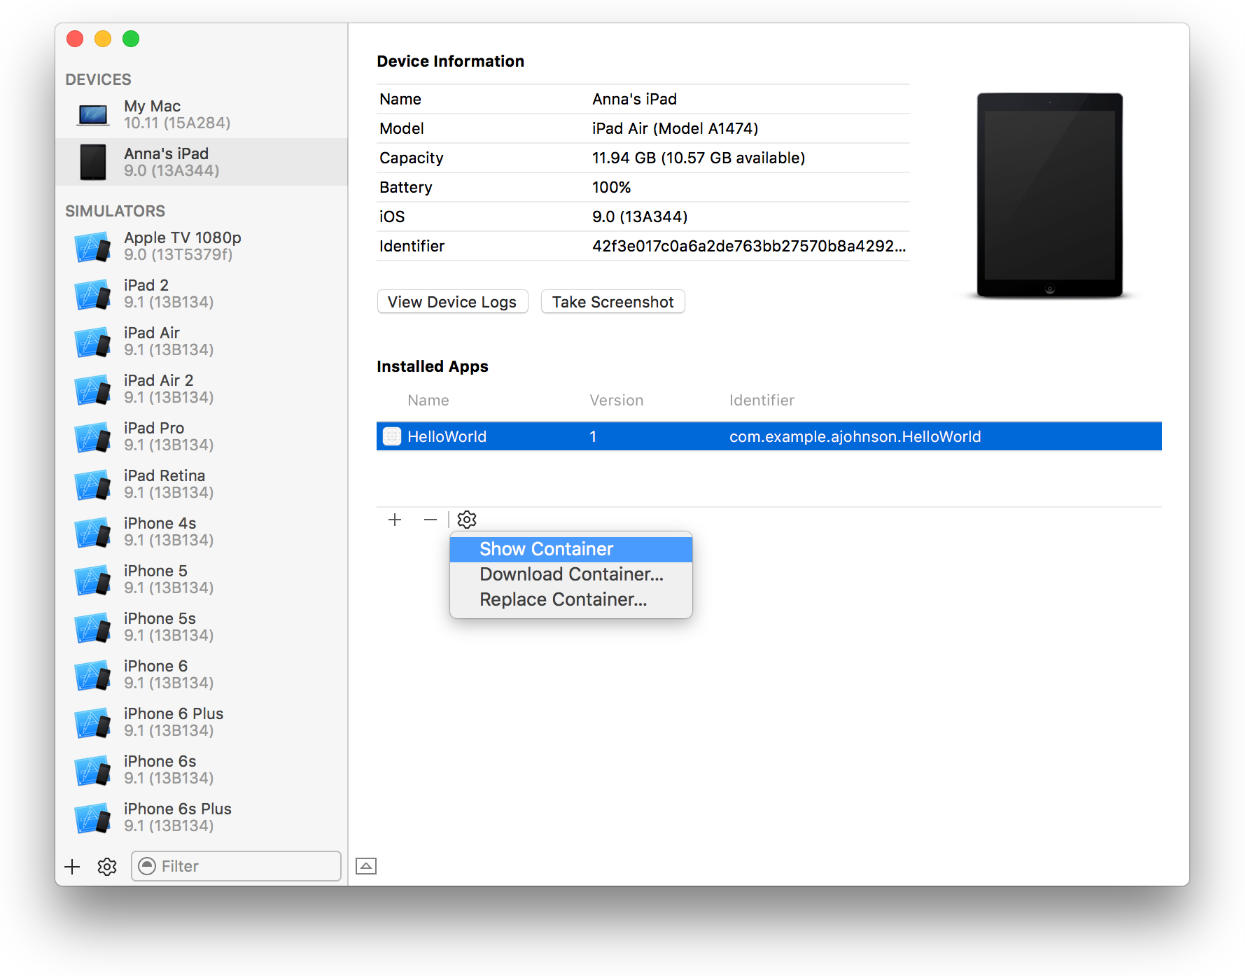 DEVICES
My Mac
10.11 (15A284)
Anna's iPad
9.0 (13A344)
SIMULATORS
Apple TV 1080p
9.0 (13T5379f)
iPad 2
9.1 (13B134)
iPad Air
9.1 (13B134)
iPad Air 2
9.1 (13B134)
iPad Pro
9.1 (13B134)
iPad Retina
9.1 (13B134)
iPhone 4s
9.1 (13B134)
iPhone 5
9.1 (13B134)
iPhone 5s
9.1 (13B134)
iPhone 6
9.1 (13B134)
iPhone 6 Plus
9.1 (13B134)
iPhone 6s
9.1 (13B134)
iPhone 6s Plus
9.1 (13B134)
Filter
Device Information
Name Anna's iPad
Model iPad Air (Model A1474)
Capacity 11.94 GB (10.57 GB available)
Battery 100%
iOS 9.0 (13A344)
Identifier 42f3e017c0a6a2de763bb27570b8a4292...
View Device Logs Take Screenshot
Installed Apps
Name Version Identifier
HelloWorld 1 com.example.ajohnson.HelloWorld
Show Container
Download Container...
Replace Container...